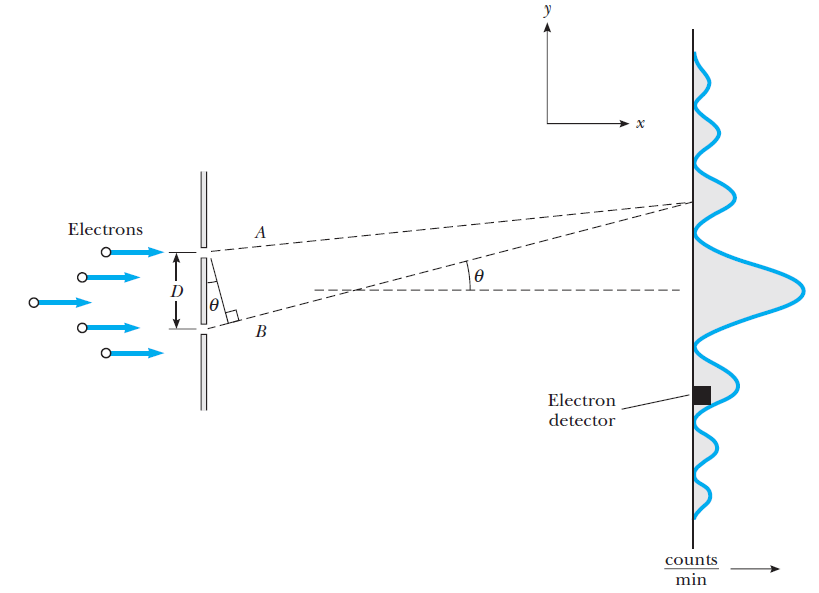 y
x
Electrons
A
D
θ
θ
B
Electron
detector
counts
min